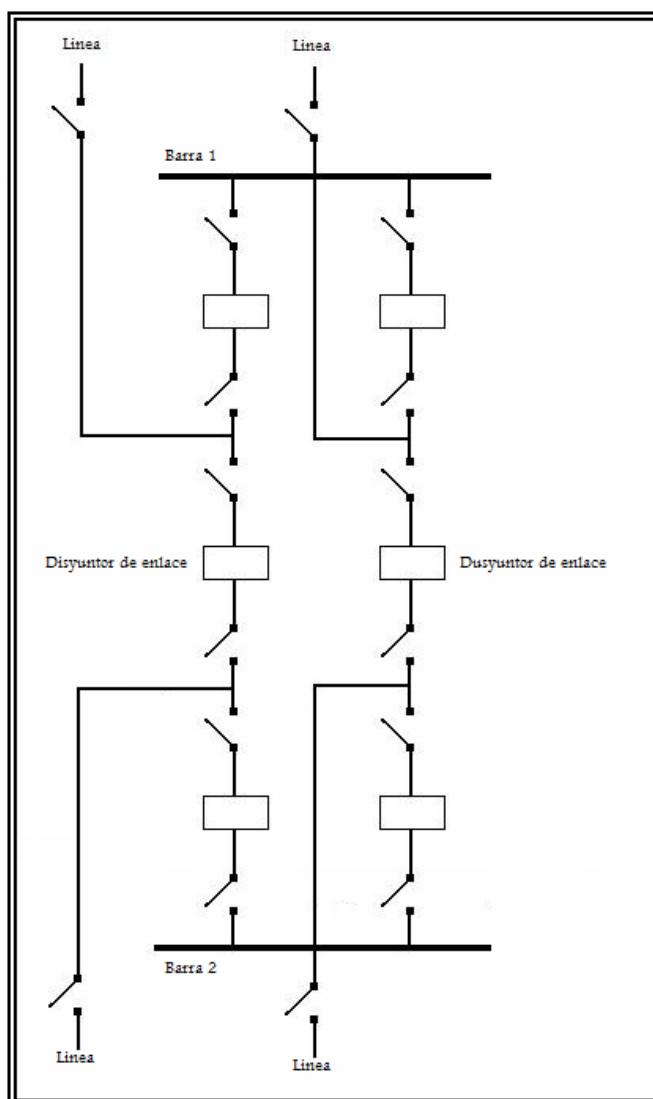 Linea
Linea
Barra 1
Disyuntor de enlace
Dusyuntor de enlace
Barra 2
Linea
Linea